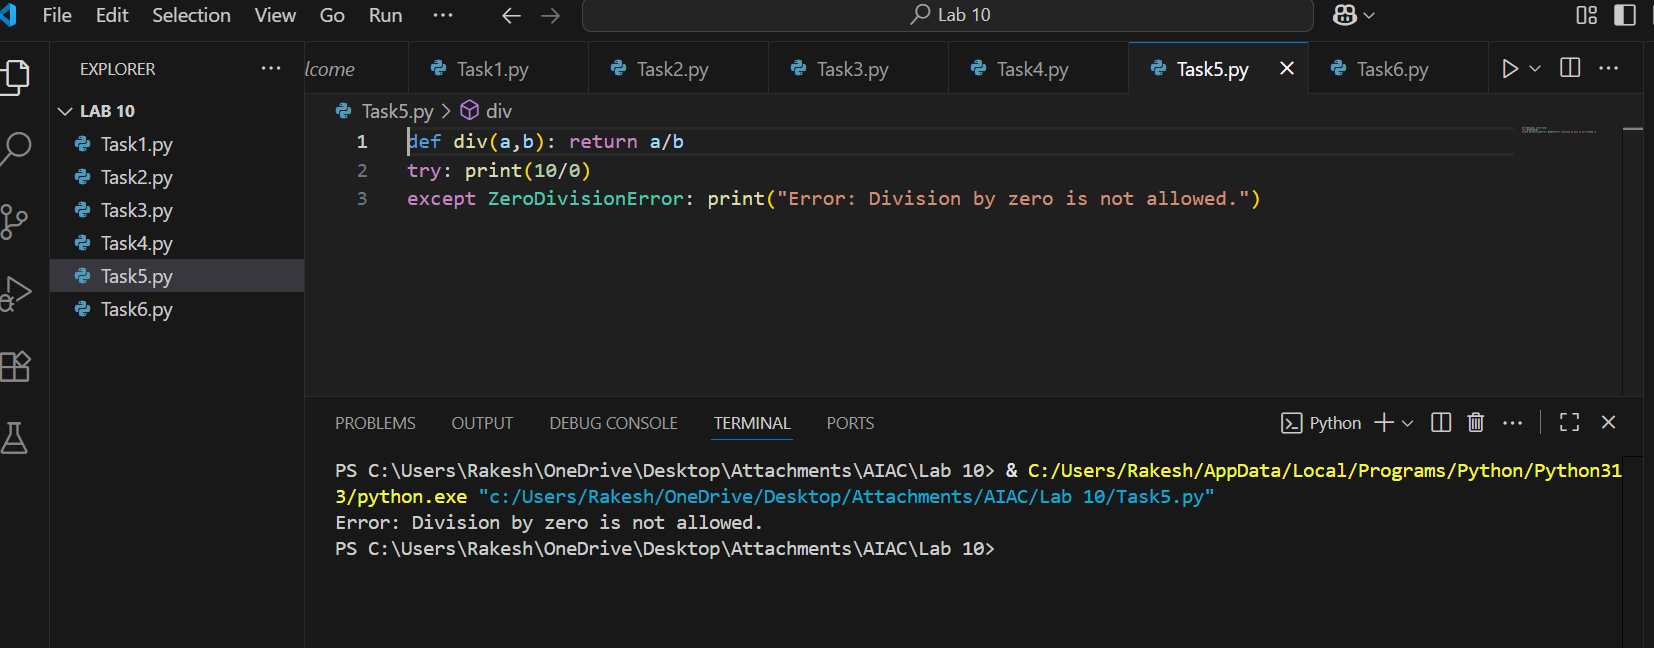 File Edit Selection View Go Run ··· Lab 10
EXPLORER ···
LAB 10
Task1.py
Task2.py
Task3.py
Task4.py
Task5.py
Task6.py
lcome Task1.py Task2.py Task3.py Task4.py Task5.py Task6.py ···
Task5.py > div
1 def div(a,b): return a/b
2 try: print(10/0)
3 except ZeroDivisionError: print("Error: Division by zero is not allowed.")
PROBLEMS OUTPUT DEBUG CONSOLE TERMINAL PORTS Python ···
PS C:\Users\Rakesh\OneDrive\Desktop\Attachments\AIAC\Lab 10> & C:/Users/Rakesh/AppData/Local/Programs/Python/Python31
3/python.exe "c:/Users/Rakesh/OneDrive/Desktop/Attachments/AIAC/Lab 10/Task5.py"
Error: Division by zero is not allowed.
PS C:\Users\Rakesh\OneDrive\Desktop\Attachments\AIAC\Lab 10>